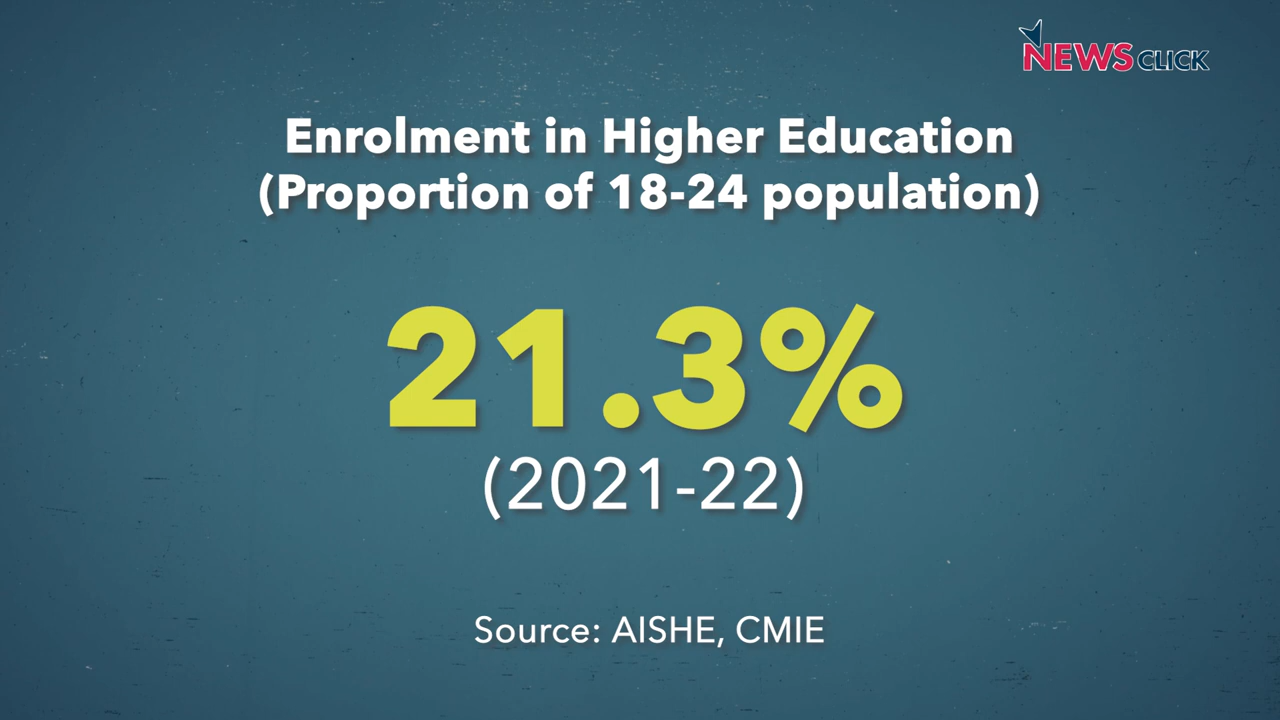 NEWSCLICK
Enrolment in Higher Education
(Proportion of 18-24 population)
21.3%
(2021-22)
Source: AISHE, CMIE